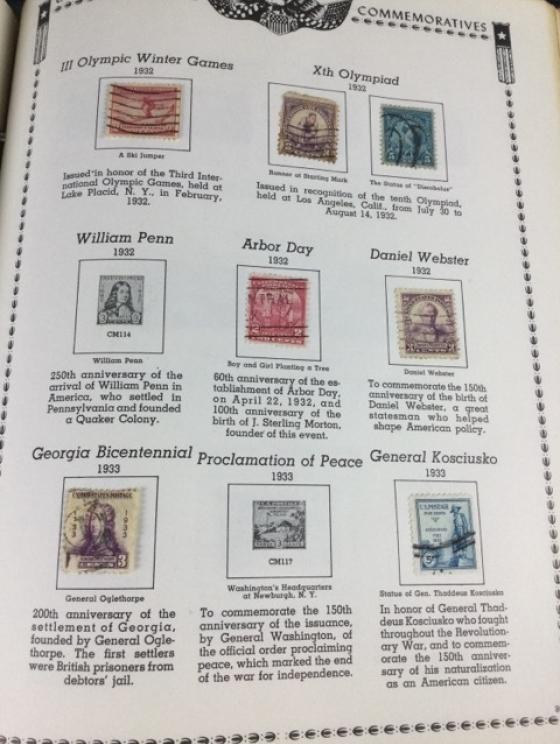 COMMEMORATIVES
III Olympic Winter Games
1932
A Ski Jumper
Issued in honor of the Third Inter-
national Olympic Games, held at
Lake Placid, N. Y., in February,
1932.
Xth Olympiad
1932
Runner at Starting Mark
The Statue of "Discobolus"
Issued in recognition of the tenth Olympiad,
held at Los Angeles, Calif., from July 30 to
August 14, 1932.
William Penn
1932
CM114
William Penn
250th anniversary of the
arrival of William Penn in
America, who settled in
Pennsylvania and founded
a Quaker Colony.
Arbor Day
1932
2 2
Boy and Girl Planting a Tree
60th anniversary of the es-
tablishment of Arbor Day,
on April 22, 1932, and
100th anniversary of the
birth of J. Sterling Morton,
founder of this event.
Daniel Webster
1932
Daniel Webster
To commemorate the 150th
anniversary of the birth of
Daniel Webster, a great
statesman who helped
shape American policy.
Georgia Bicentennial
1933
UNITED STATES POSTAGE
1733
1933
3
General Oglethorpe
200th anniversary of the
settlement of Georgia,
founded by General Ogle-
thorpe. The first settlers
were British prisoners from
debtors' jail.
Proclamation of Peace
1933
CM117
Washington's Headquarters
at Newburgh, N. Y.
To commemorate the 150th
anniversary of the issuance,
by General Washington, of
the official order proclaiming
peace, which marked the end
of the war for independence.
General Kosciusko
1933
U.S. POSTAGE
5
Statue of Gen. Thaddeus Kosciusko
In honor of General Thad-
deus Kosciusko who fought
throughout the Revolution-
ary War, and to commem-
orate the 150th anniver-
sary of his naturalization
as an American citizen.